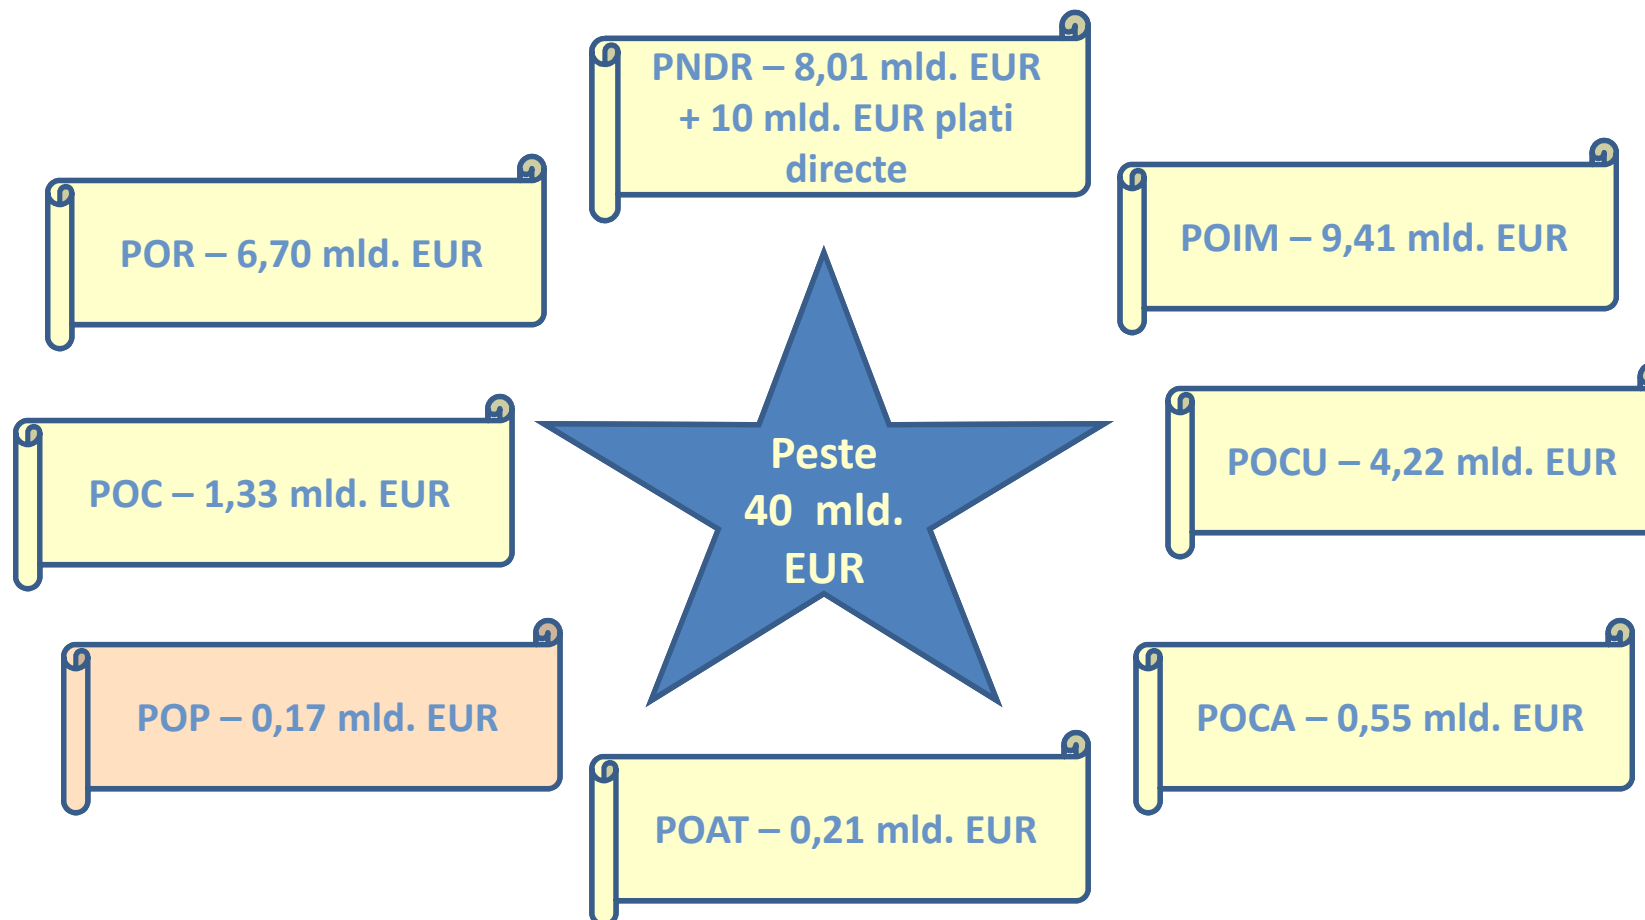 PNDR – 8,01 mld. EUR
+ 10 mld. EUR plati
directe
POR – 6,70 mld. EUR
POIM – 9,41 mld. EUR
Peste
40 mld.
EUR
POC – 1,33 mld. EUR
POCU – 4,22 mld. EUR
POP – 0,17 mld. EUR
POCA – 0,55 mld. EUR
POAT – 0,21 mld. EUR